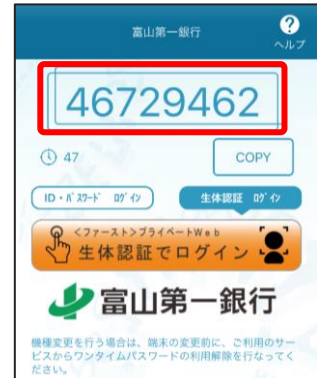 富山第一銀行
?
ヘルプ
46729462
47
COPY
ID・パスワード ログイン
生体認証 ログイン
<ファースト>プライベートWeb
生体認証でログイン
富山第一銀行
機種変更を行う場合は、端末の変更前に、ご利用のサー
ビスからワンタイムパスワードの利用解除を行なってく
ださい。